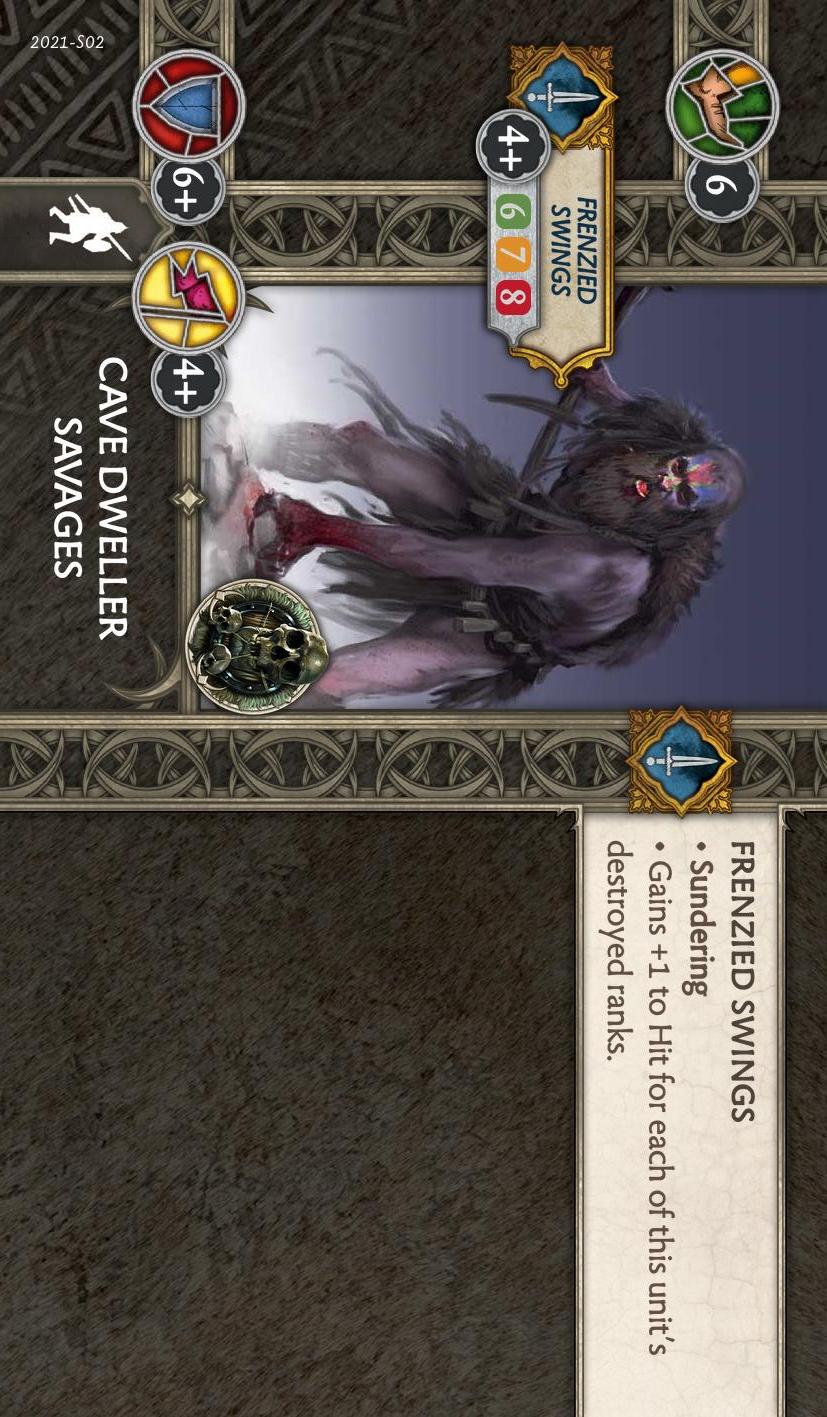 6
FRENZIED
SWINGS
4+
6 7 8
6+
4+
CAVE DWELLER
SAVAGES
2021-S02
FRENZIED SWINGS
• Sundering
• Gains +1 to Hit for each of this unit's
destroyed ranks.